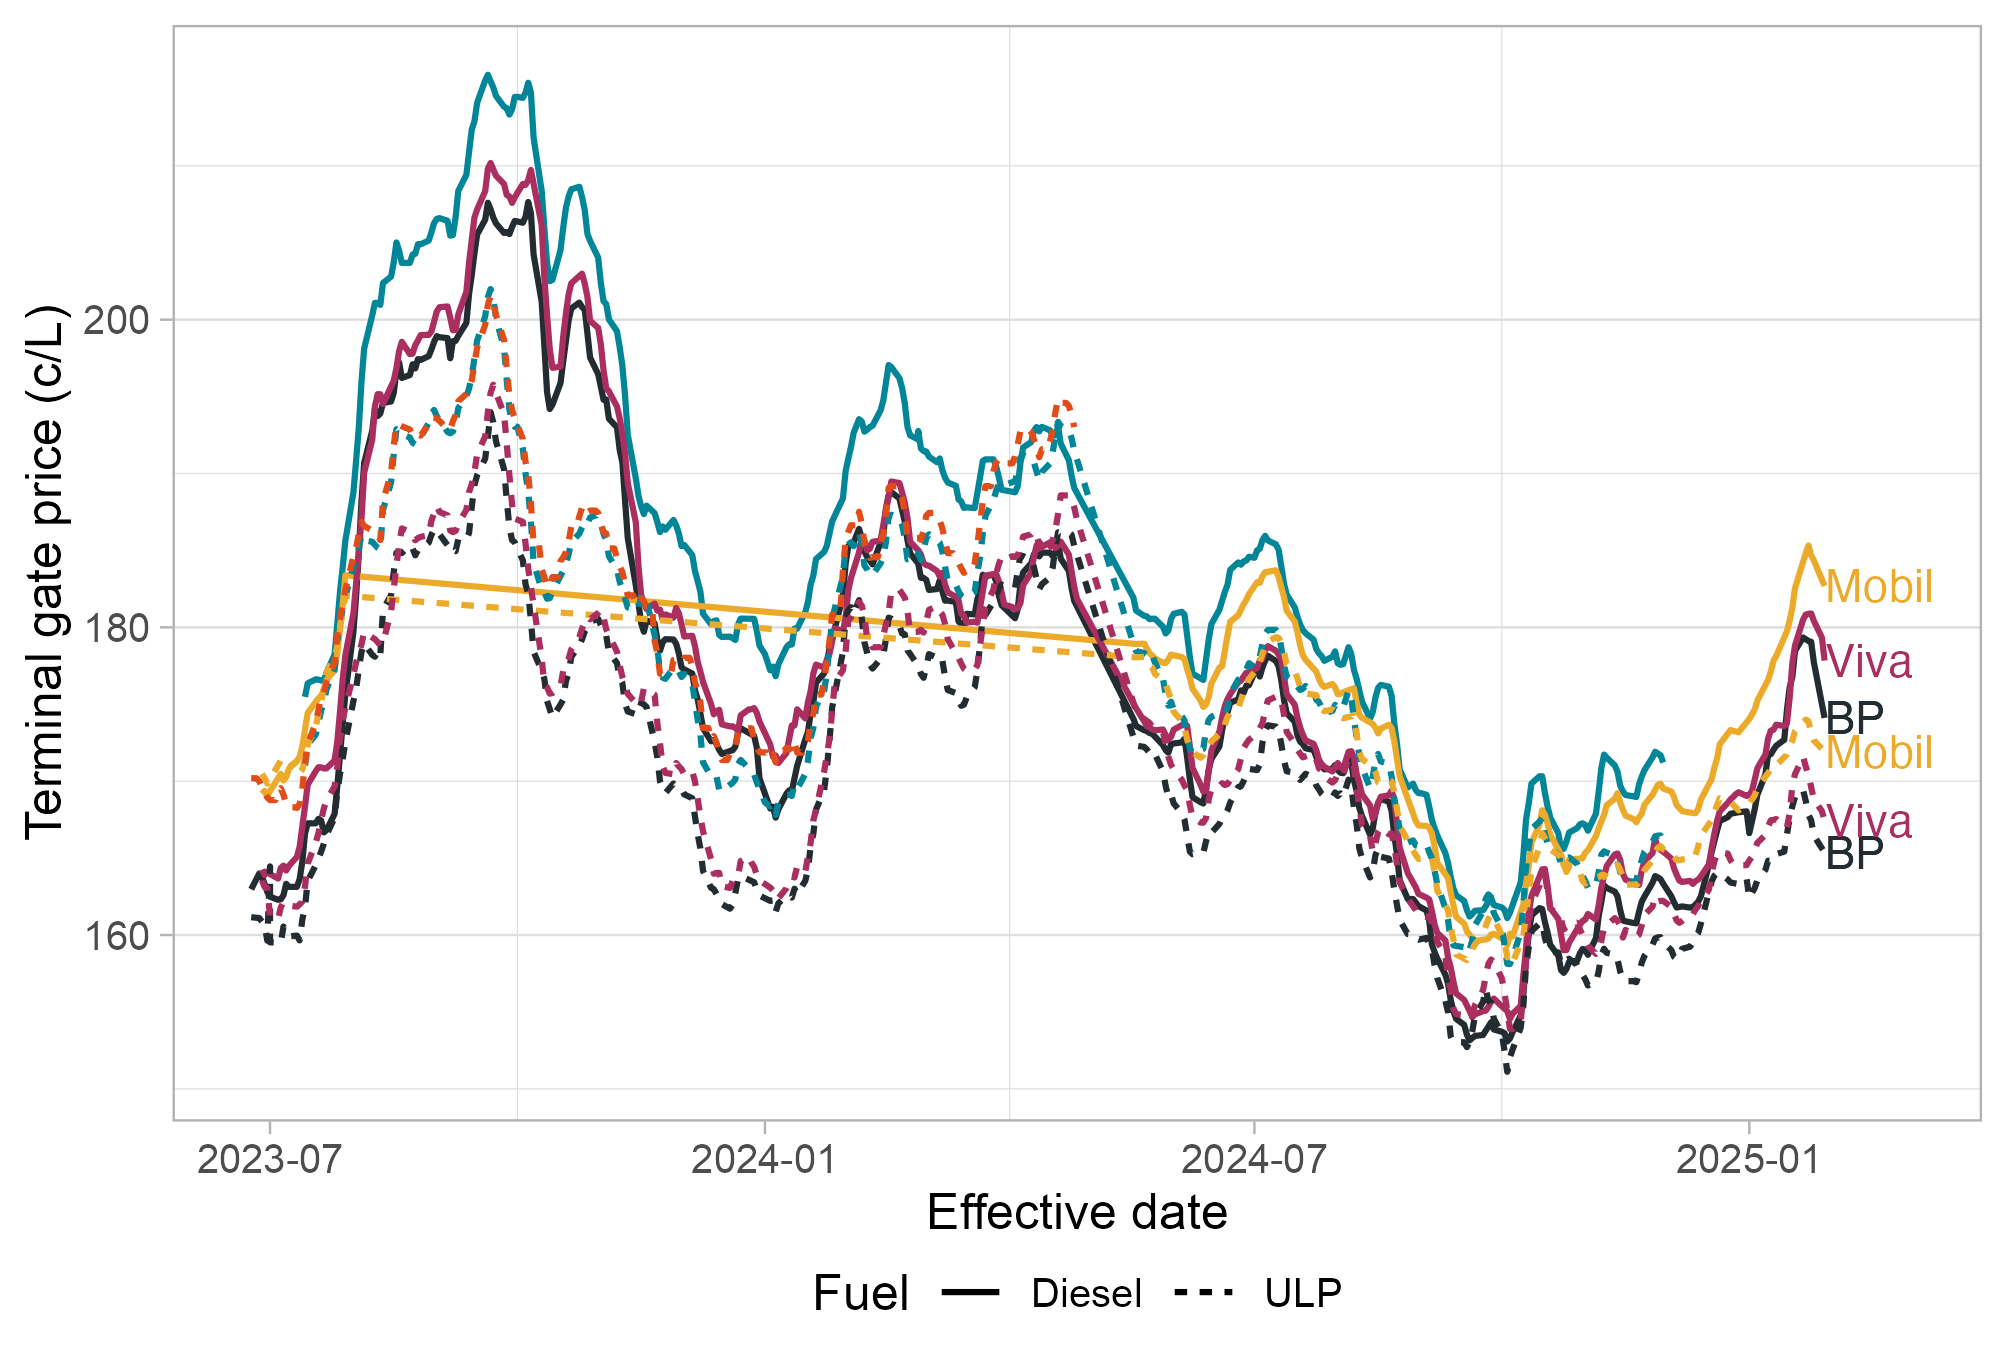 Terminal gate price (c/L)
200
180
160
Mobil
Viva
BP
Mobil
Viva
BP
2023-07 2024-01 2024-07 2025-01
Effective date
Fuel Diesel ULP